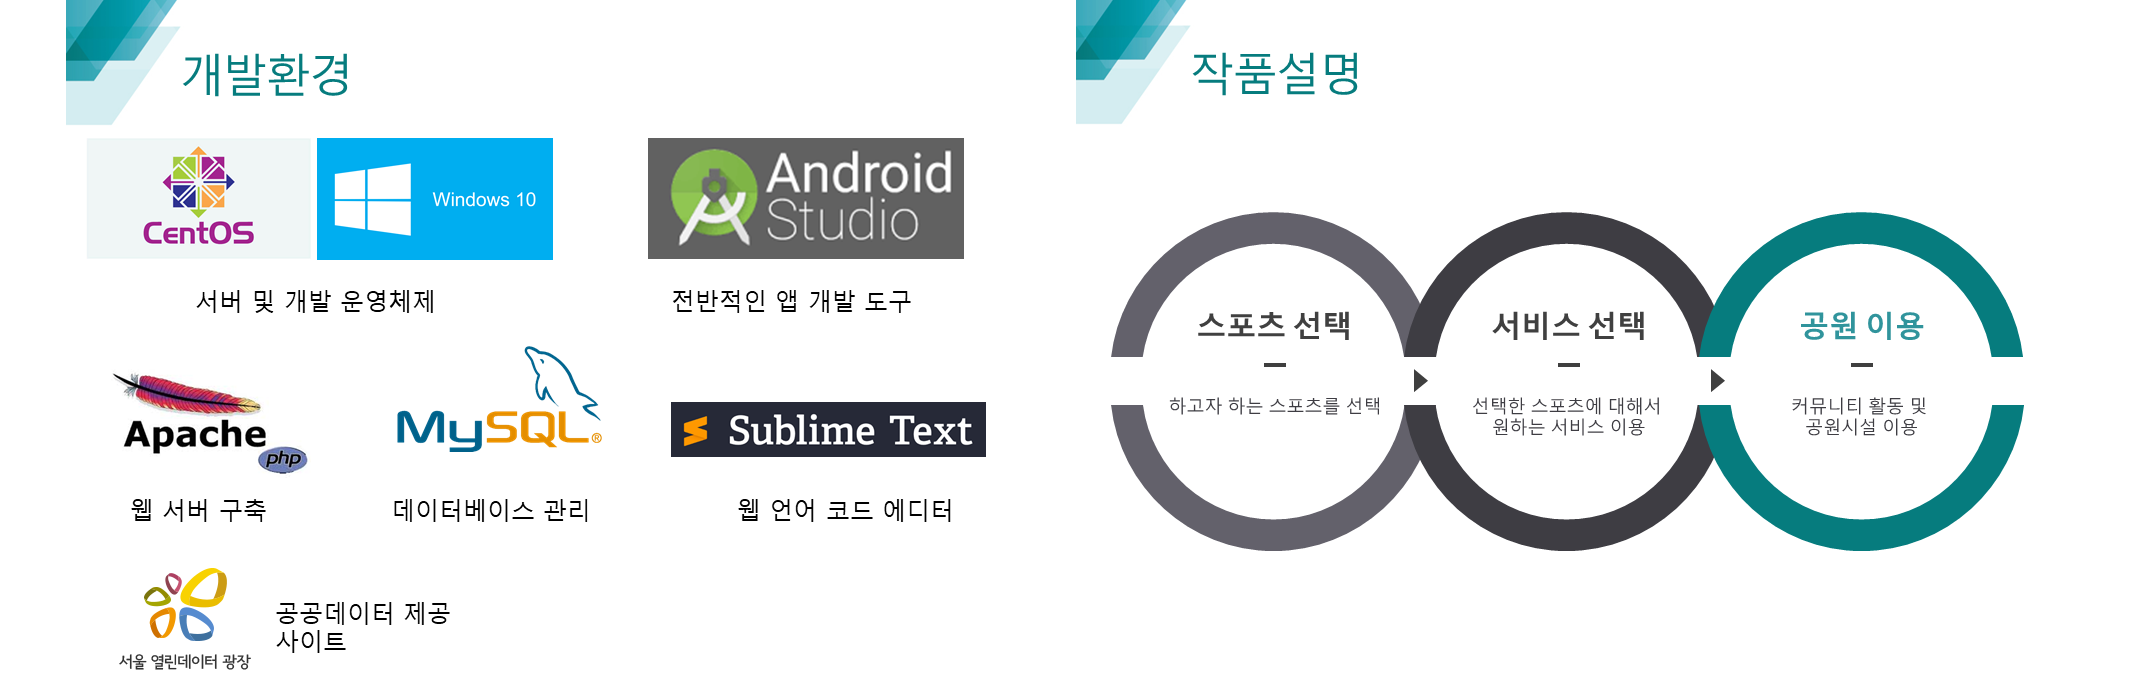 개발환경
CentOS
Windows 10
Android
Studio
서버 및 개발 운영체제
전반적인 앱 개발 도구
Apache
php
MySQL®
Sublime Text
웹 서버 구축
데이터베이스 관리
웹 언어 코드 에디터
서울 열린데이터 광장
공공데이터 제공
사이트
작품설명
스포츠 선택
하고자 하는 스포츠를 선택
서비스 선택
선택한 스포츠에 대해서
원하는 서비스 이용
공원 이용
커뮤니티 활동 및
공원시설 이용